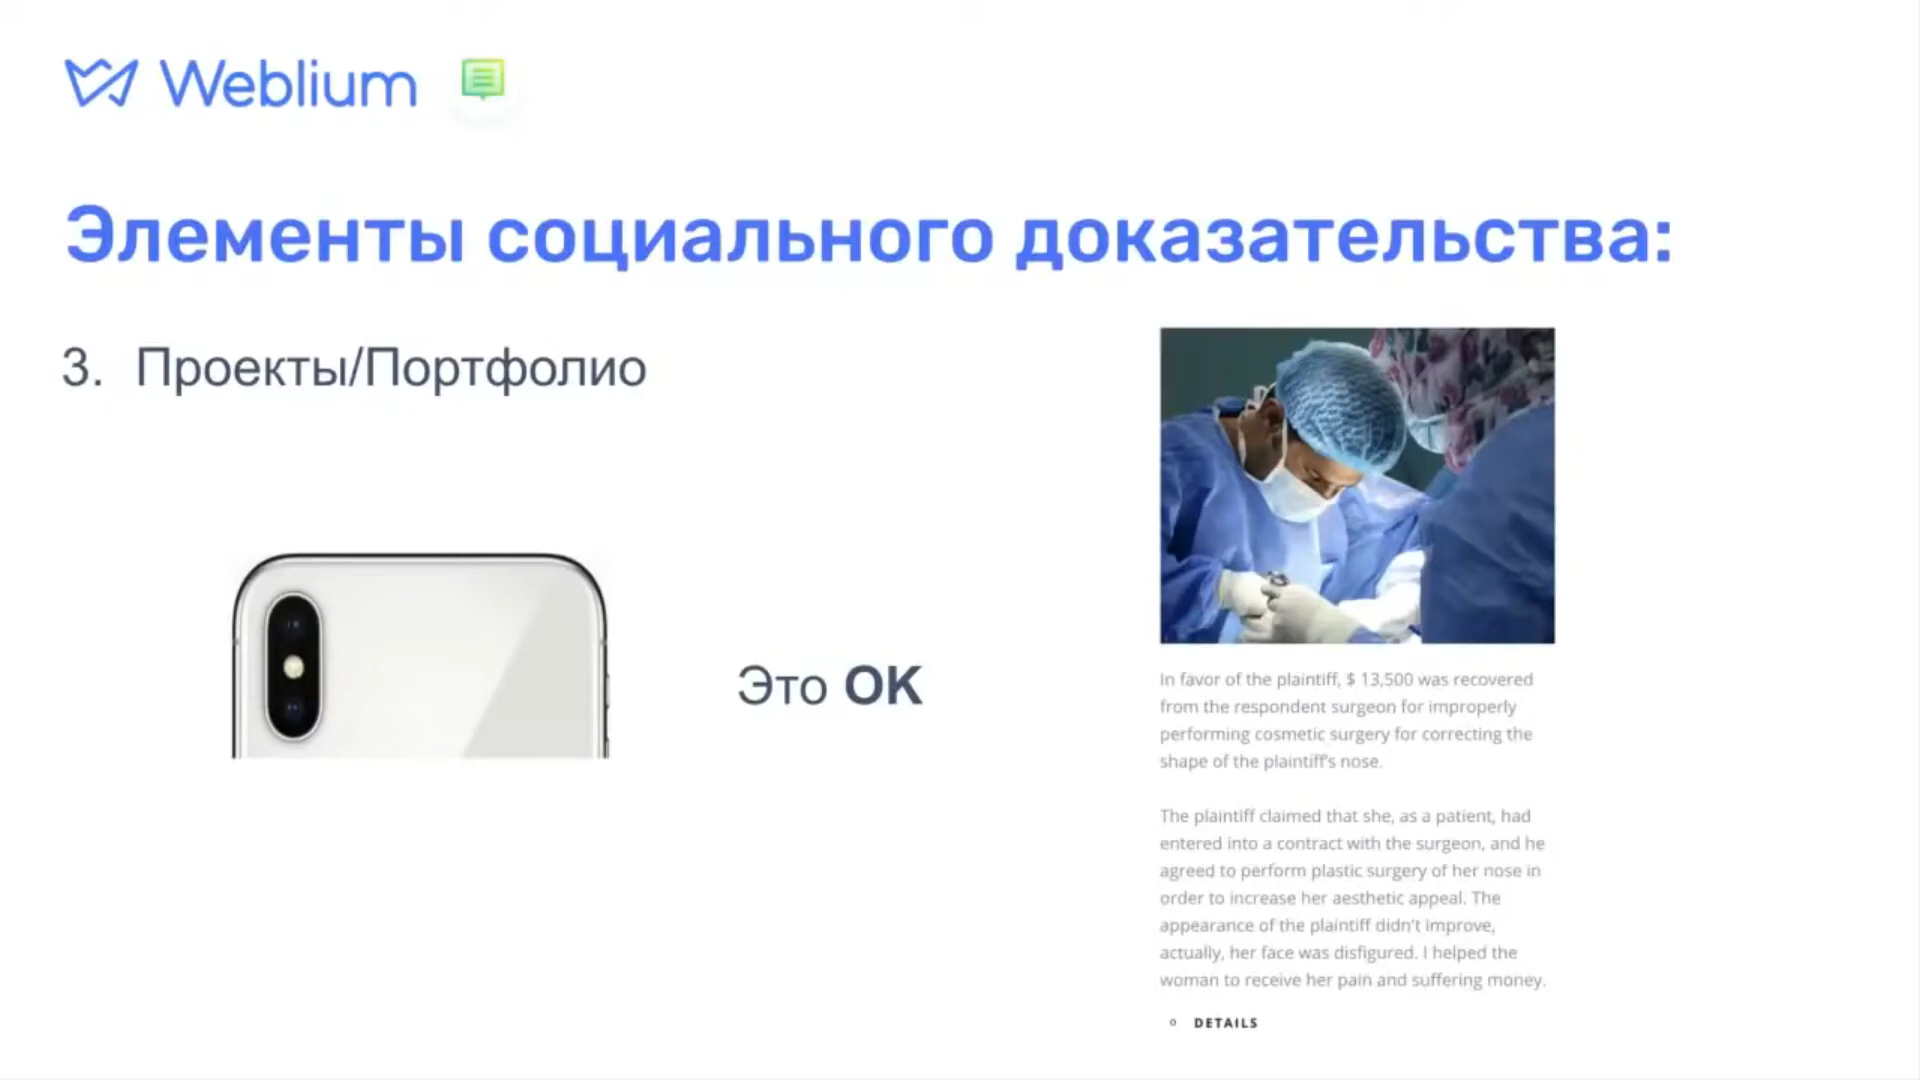 Weblium
Элементы социального доказательства:
3. Проекты/Портфолио
Это OK
In favor of the plaintiff, $ 13,500 was recovered
from the respondent surgeon for improperly
performing cosmetic surgery for correcting the
shape of the plaintiff's nose.
The plaintiff claimed that she, as a patient, had
entered into a contract with the surgeon, and he
agreed to perform plastic surgery of her nose in
order to increase her aesthetic appeal. The
appearance of the plaintiff didn't improve,
actually, her face was disfigured. I helped the
woman to receive her pain and suffering money.
DETAILS